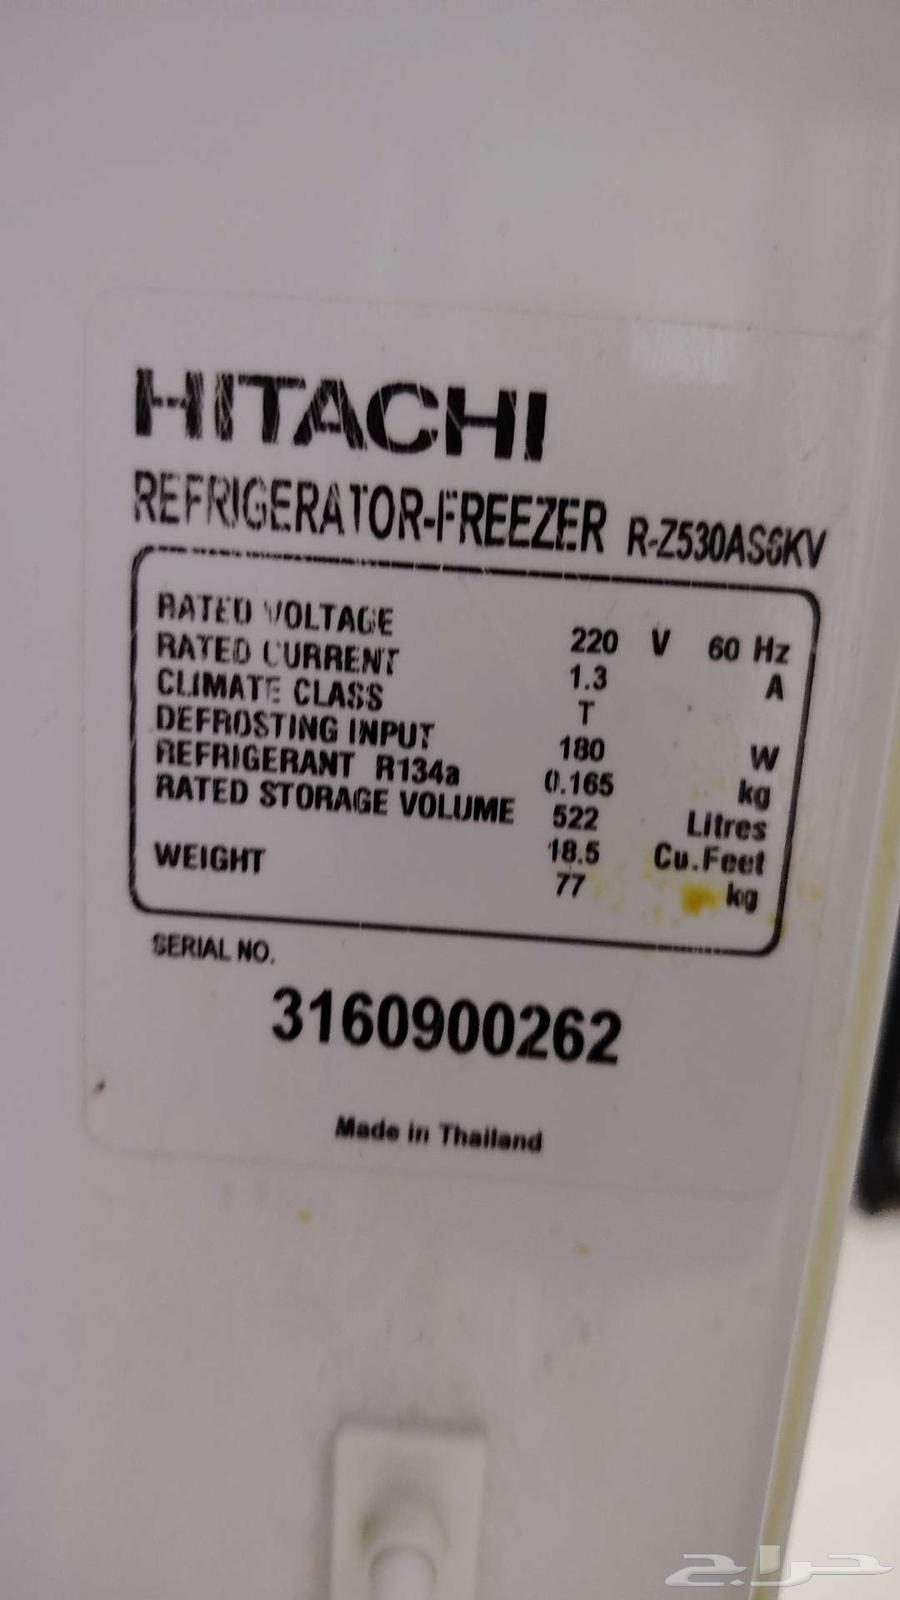 HITACHI
REFRIGERATOR-FREEZER R-Z530AS6KV
RATED VOLTAGE 220 V 60 Hz
RATED CURRENT 1.3 A
CLIMATE CLASS T
DEFROSTING INPUT 180 W
REFRIGERANT R134a 0.165 kg
RATED STORAGE VOLUME 522 Litres
18.5 Cu.Feet
WEIGHT 77 kg
SERIAL NO.
3160900262
Made in Thailand
حراج